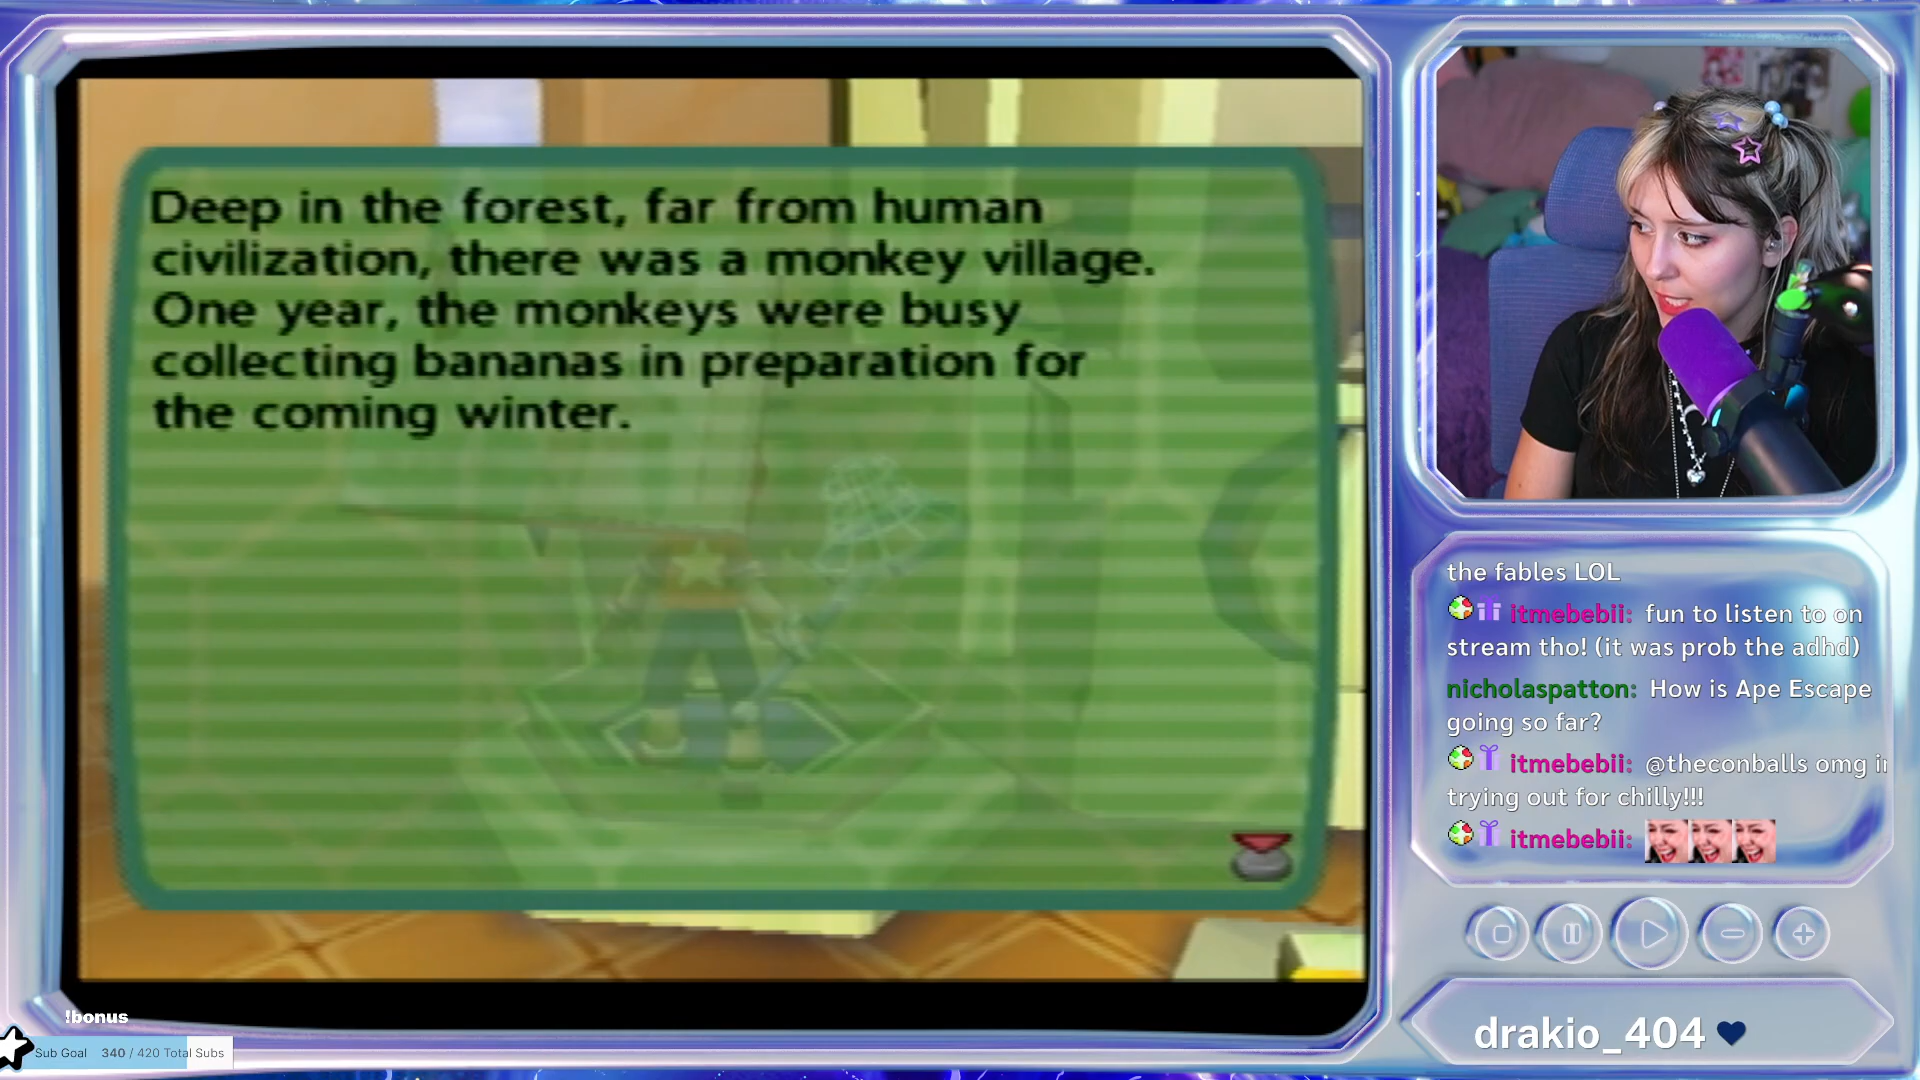 Deep in the forest, far from human
civilization, there was a monkey village.
One year, the monkeys were busy
collecting bananas in preparation for
the coming winter.
the fables LOL
itmebebii: fun to listen to on
stream tho! (it was prob the adhd)
nicholaspatton: How is Ape Escape
going so far?
itmebebii: @theconballs omg
trying out for chilly!!!
itmebebii:
drakio_404
!bonus
Sub Goal 340 / 420 Total Subs